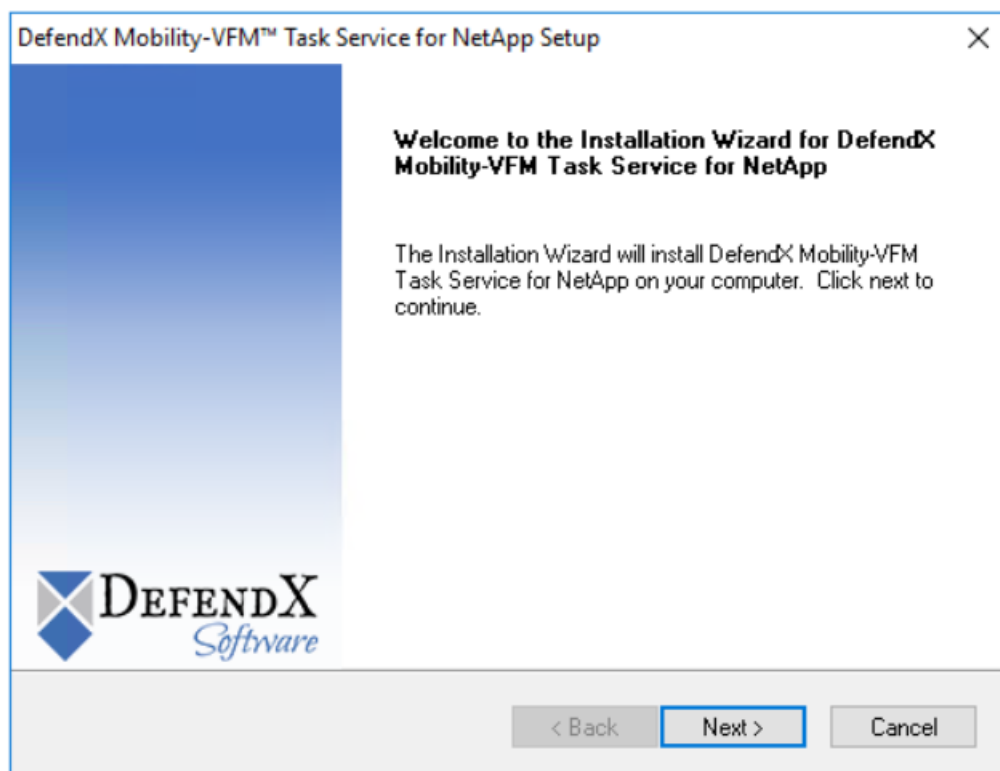 DefendX Mobility-VFM™ Task Service for NetApp Setup
Welcome to the Installation Wizard for DefendX
Mobility-VFM Task Service for NetApp
The Installation Wizard will install DefendX Mobility-VFM
Task Service for NetApp on your computer.  Click next to
continue.
DEFENDX
Software
< Back
Next >
Cancel